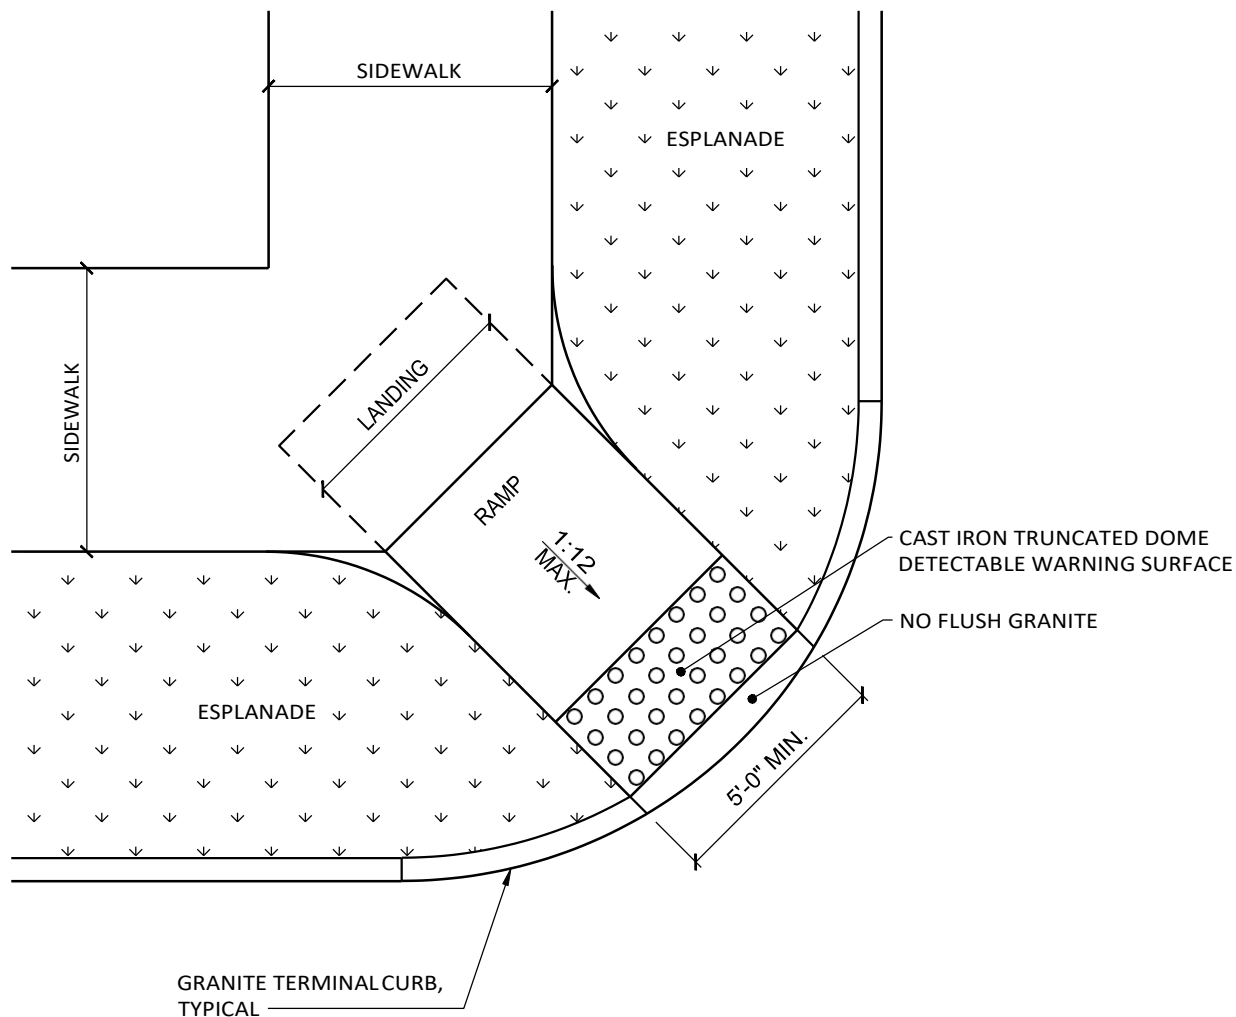 SIDEWALK
ESPLANADE
SIDEWALK
LANDING
RAMP
1:12
MAX.
CAST IRON TRUNCATED DOME
DETECTABLE WARNING SURFACE
NO FLUSH GRANITE
ESPLANADE
5'-0" MIN.
GRANITE TERMINAL CURB,
TYPICAL